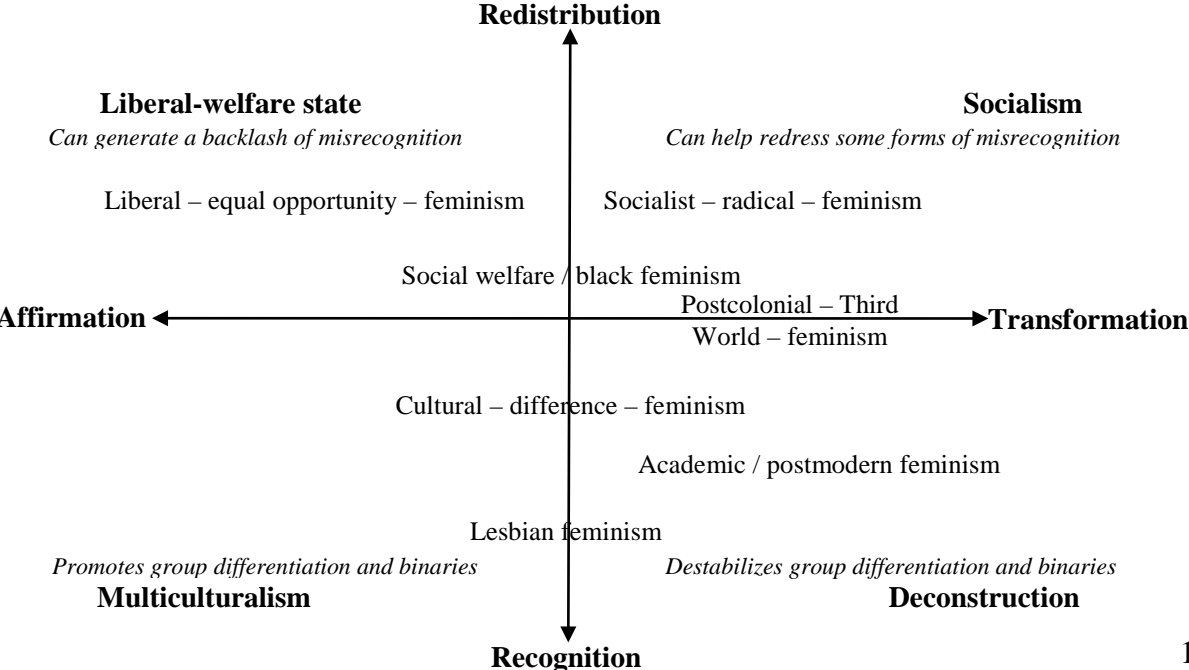 Redistribution
Liberal-welfare state
Socialism
Can generate a backlash of misrecognition
Can help redress some forms of misrecognition
Liberal – equal opportunity – feminism
Socialist – radical – feminism
Social welfare / black feminism
Postcolonial – Third
Affirmation
Transformation
World – feminism
Cultural – difference – feminism
Academic / postmodern feminism
Lesbian feminism
Promotes group differentiation and binaries
Destabilizes group differentiation and binaries
Multiculturalism
Deconstruction
Recognition
1